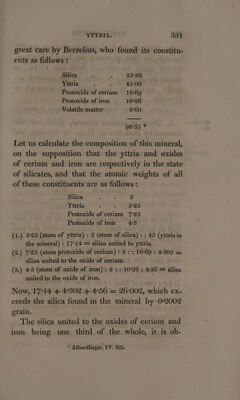 YTTRIA. 331
great care by Berzelius, who found its constitu-
ents as follows :
Silica . . 25·80
Yttria . . 45·00
Protoxide of cerium 16·69
Protoxide of iron 10·26
Volatile matter 0·60
98·35 *
Let us calculate the composition of this mineral,
on the supposition that the yttria and oxides
of cerium and iron are respectively in the state
of silicates, and that the atomic weights of all
of these constituents are as follows :
Silica . . 2
Yttria . . 5·25
Protoxide of cerium 7·25
Protoxide of iron 4·5
(1.) 5·25 (atom of yttria) : 2 (atom of silica) : : 45 (yttria in
the mineral) : 17·14 = silica united to yttria.
(2.) 7·25 (atom protoxide of cerium) : 2 : : 16·69 : 4·302 =
silica united to the oxide of cerium.
(3.) 4·5 (atom of oxide of iron) : 2 : : 10·26 : 4·56 = silica
united to the oxide of iron.
Now, 17·14 + 4·302 + 4·56 = 26·002, which ex-
ceeds the silica found in the mineral by 0·2002
grain.
The silica united to the oxides of cerium and
iron being one third of the whole, it is ob-
* Afhandlingar, IV. 225.